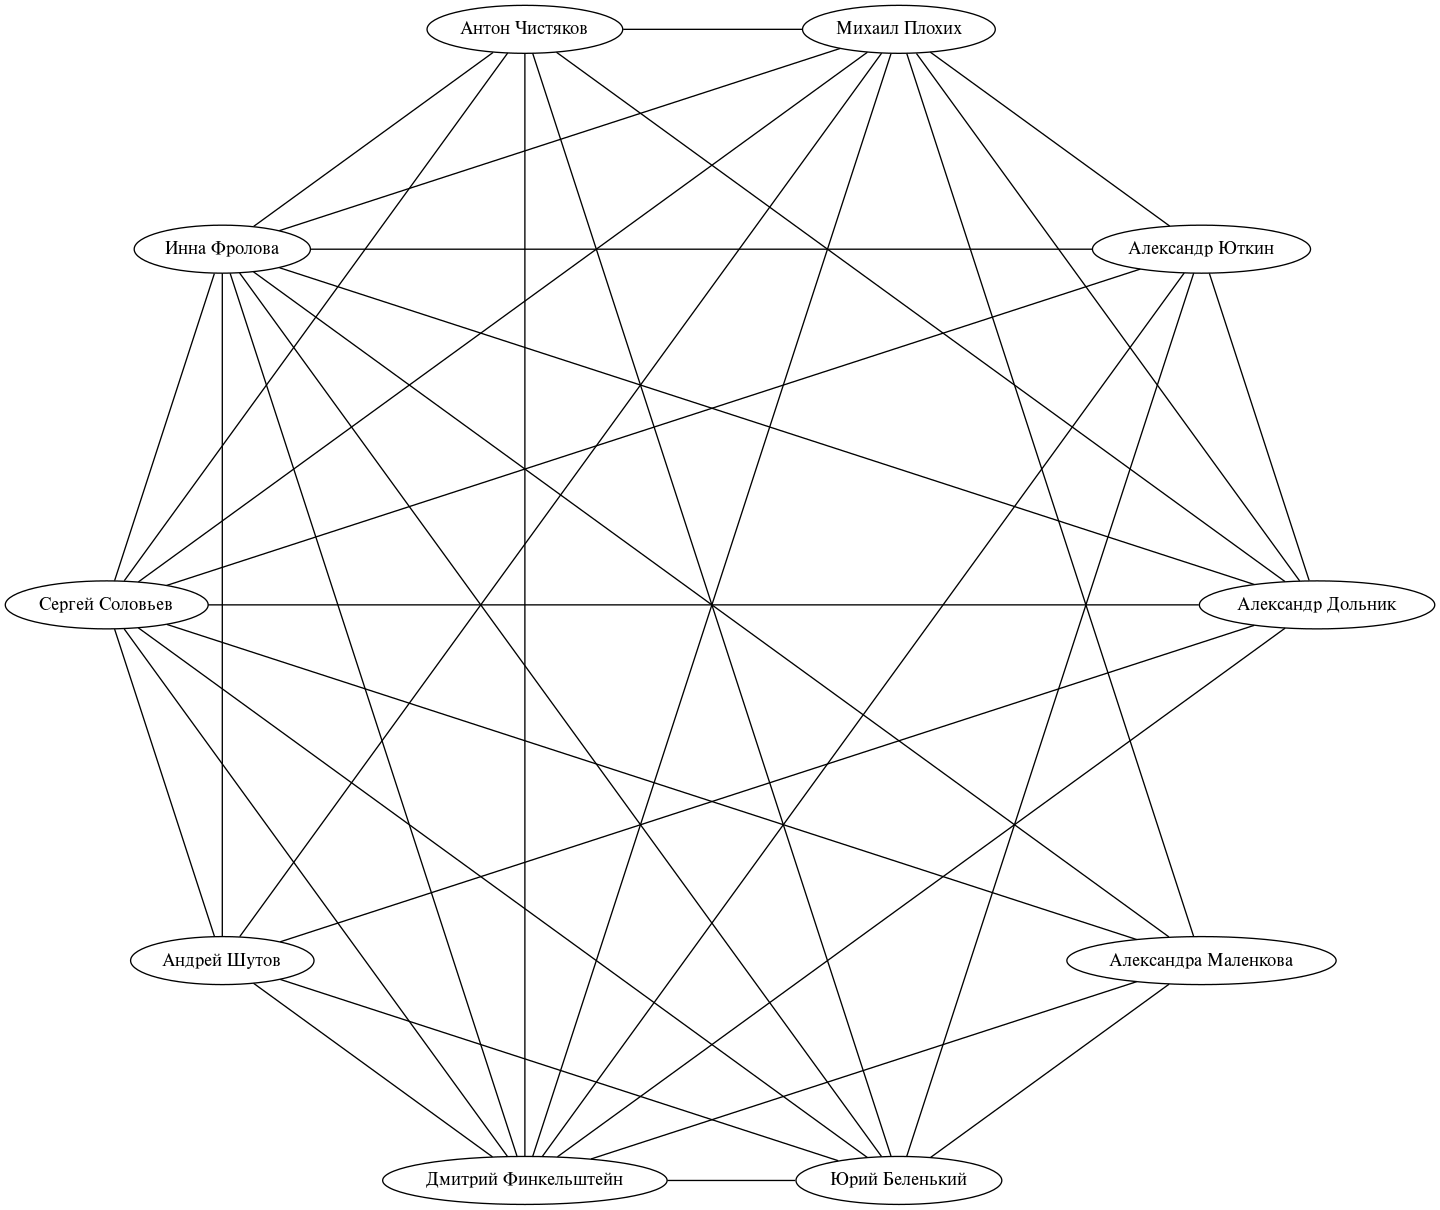 Антон Чистяков
Михаил Плохих
Инна Фролова
Александр Юткин
Сергей Соловьев
Александр Дольник
Андрей Шутов
Александра Маленкова
Дмитрий Финкельштейн
Юрий Беленький